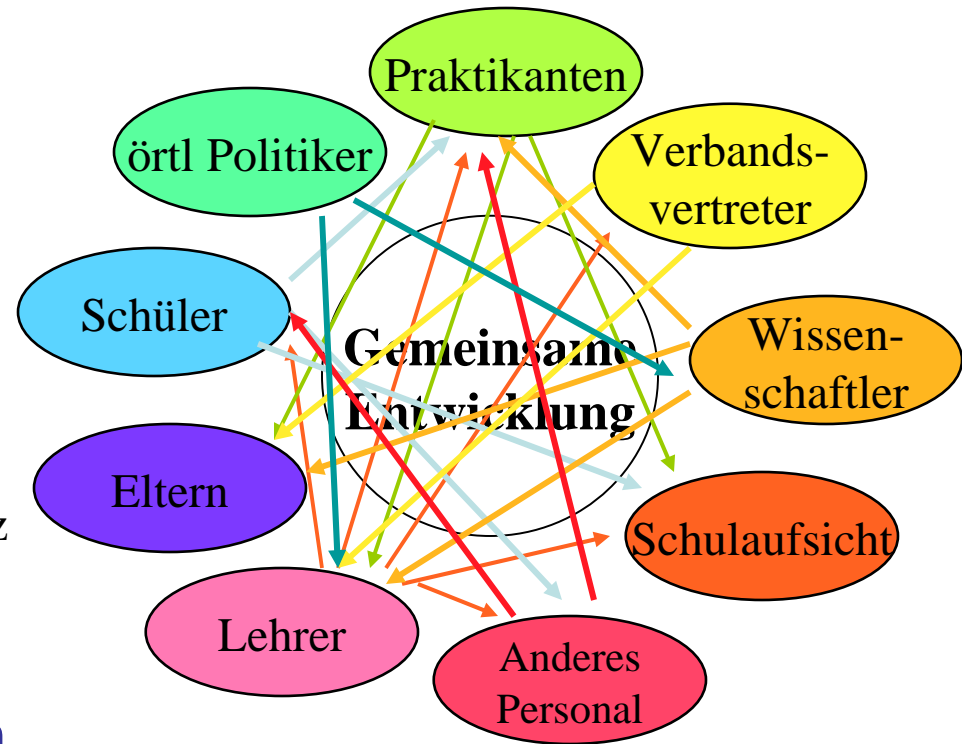 Praktikanten
örtl Politiker
Verbands-
vertreter
Schüler
Gemeinsame
Entwicklung
Wissen-
schaftler
Eltern
z
Schulaufsicht
Lehrer
Anderes
Personal